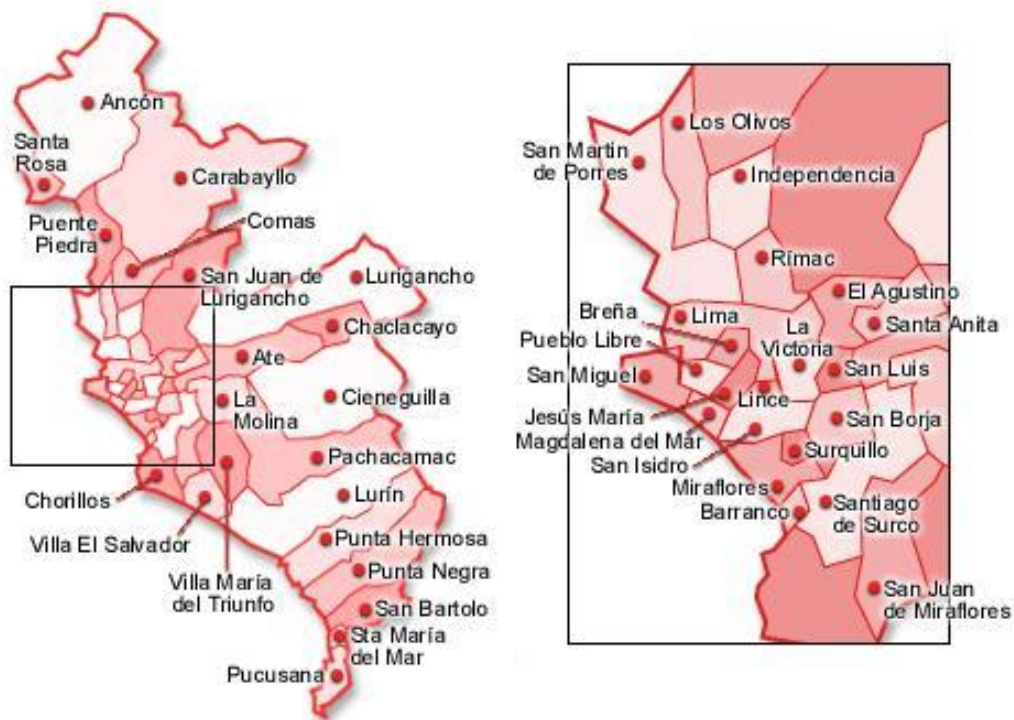 Ancón
Santa
Rosa
Carabayllo
Puente
Piedra
Comas
San Juan de
Lurigancho
Lurigancho
Chaclacayo
Ate
Cieneguilla
La
Molina
Pachacamac
Chorillos
Lurín
Villa El Salvador
Punta Hermosa
Villa María
del Triunfo
Punta Negra
San Bartolo
Sta María
del Mar
Pucusana
Los Olivos
San Martin
de Porres
Independencia
Rímac
El Agustino
Breña
Lima
Santa Anita
La
Victoria
Pueblo Libre
San Miguel
San Luis
Lince
Jesús María
San Borja
Magdalena del Mar
San Isidro
Surquillo
Miraflores
Barranco
Santiago
de Surco
San Juan
de Miraflores